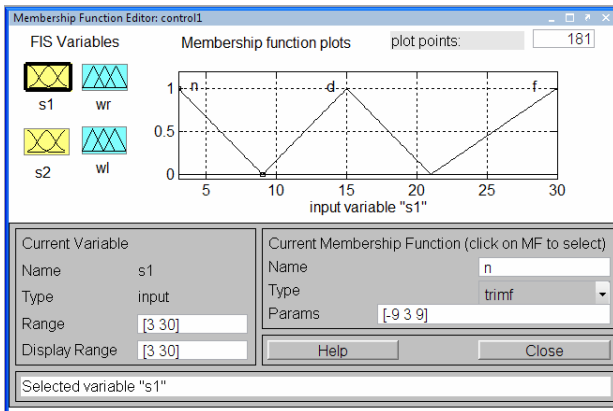 Membership Function Editor: control1
FIS Variables
Membership function plots
plot points:
181
s1
wr
s2
wl
n
d
f
1
0.5
0
5
10
15
20
25
30
input variable "s1"
Current Variable
Name
s1
Type
input
Range
[3 30]
Display Range
[3 30]
Current Membership Function (click on MF to select)
Name
n
Type
trimf
Params
[-9 3 9]
Help
Close
Selected variable "s1"